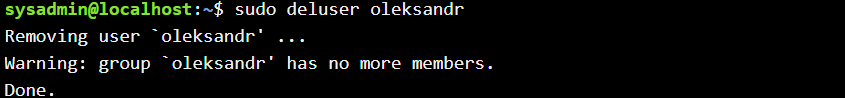 sysadmin@localhost:~$ sudo deluser oleksandr
Removing user `oleksandr' ...
Warning: group `oleksandr' has no more members.
Done.